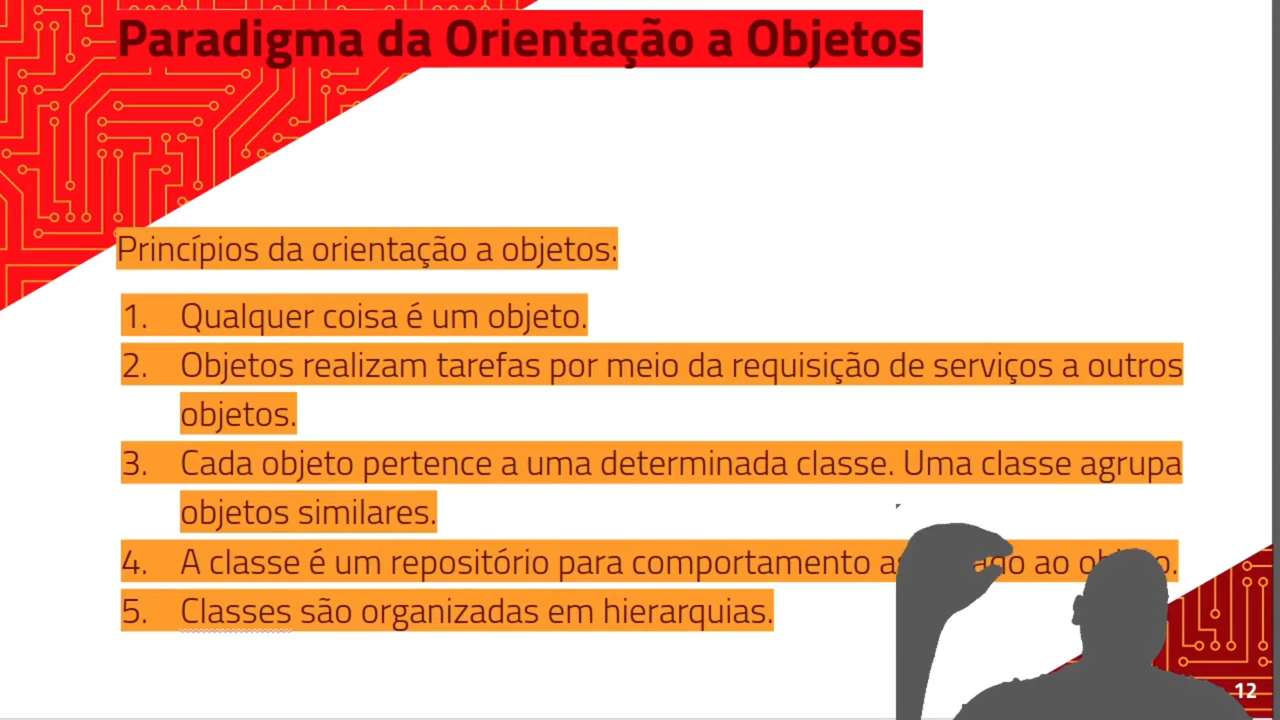 Paradigma da Orientação a Objetos
Princípios da orientação a objetos:
1. Qualquer coisa é um objeto.
2. Objetos realizam tarefas por meio da requisição de serviços a outros
objetos.
3. Cada objeto pertence a uma determinada classe. Uma classe agrupa
objetos similares.
4. A classe é um repositório para comportamento ao
5. Classes são organizadas em hierarquias.
12